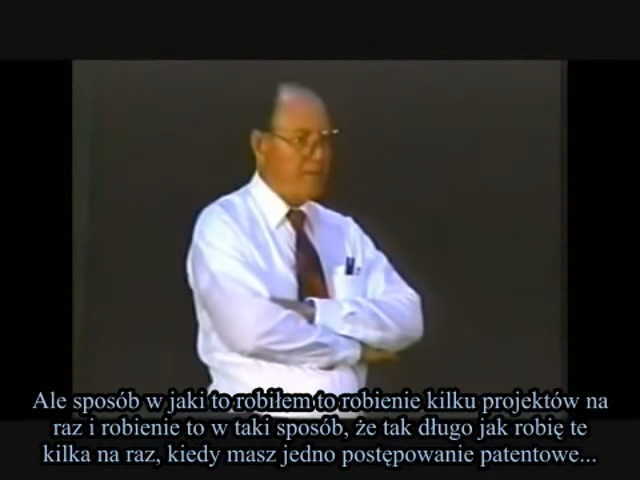 Ale sposób w jaki to robiłem to robienie kilku projektów na
raz i robienie to w taki sposób, że tak długo jak robię te
kilka na raz, kiedy masz jedno postępowanie patentowe...